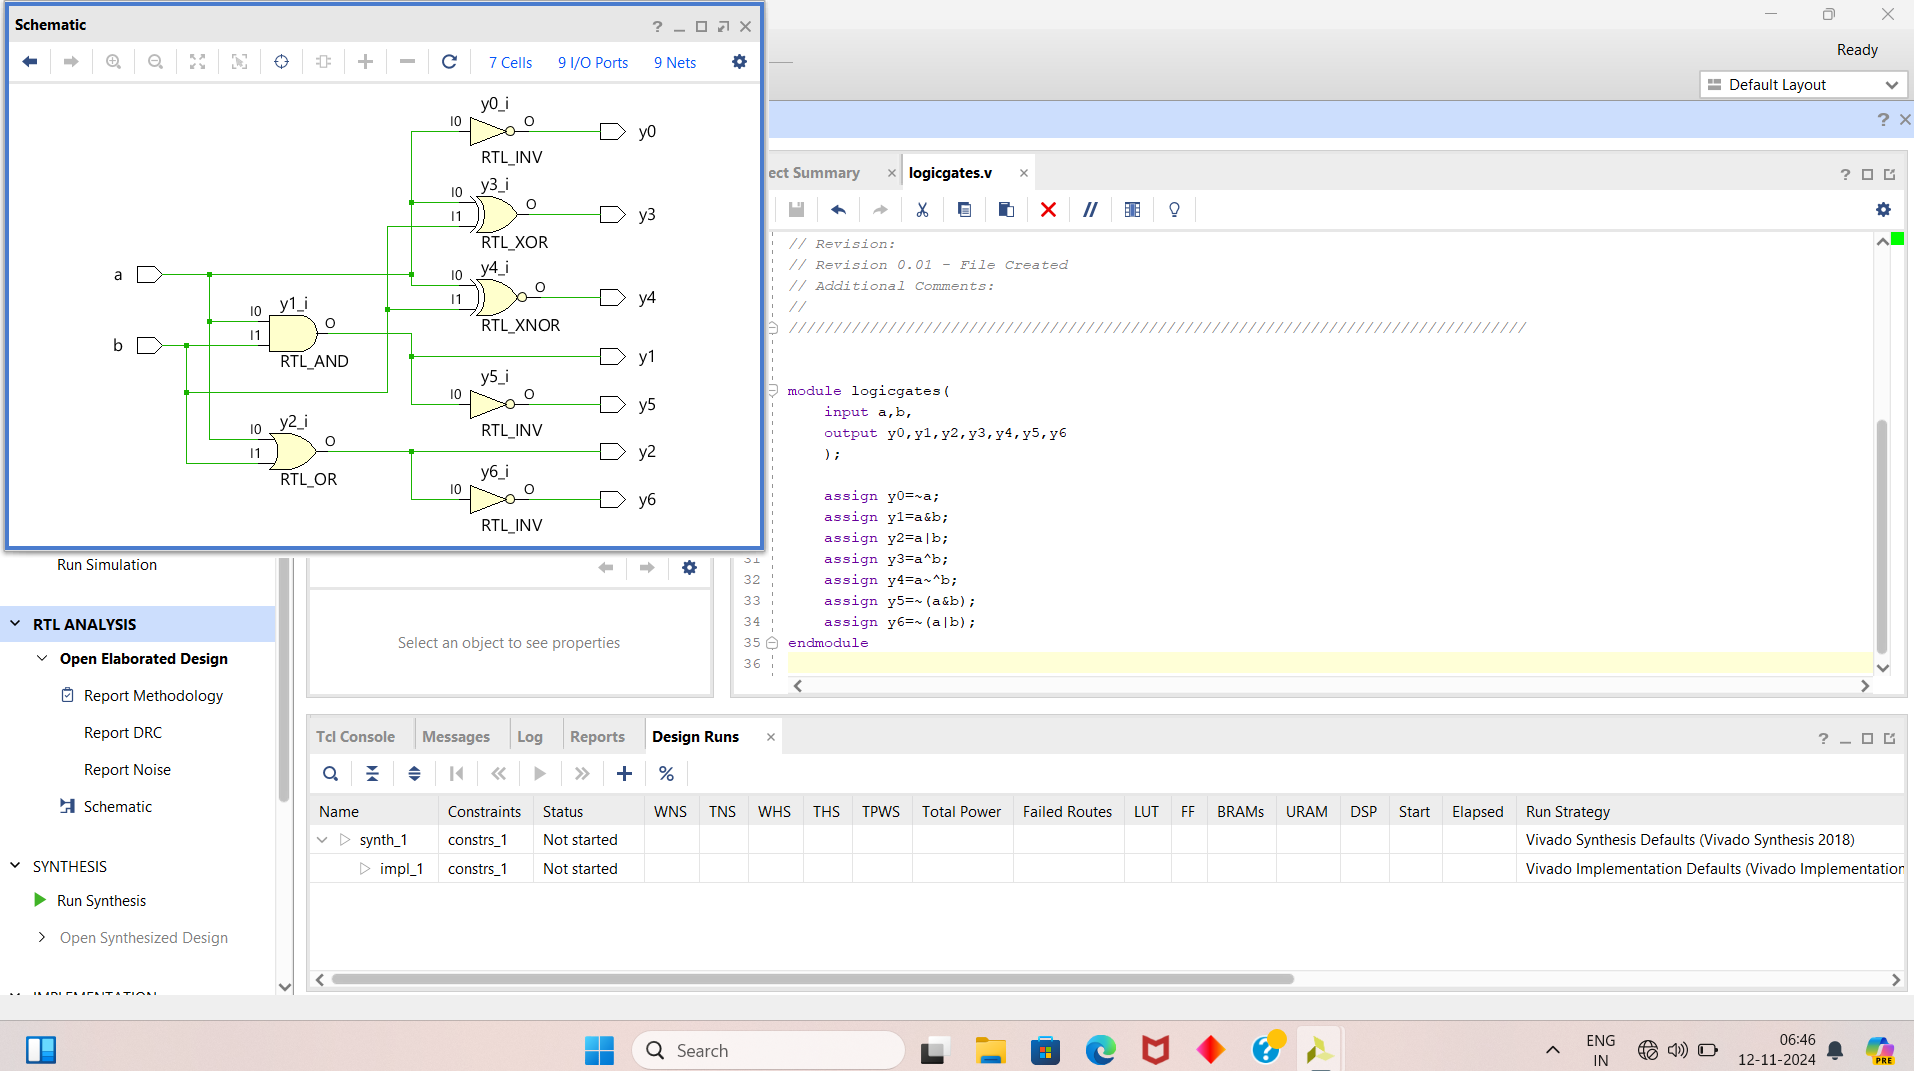 Schematic
7 Cells
9 I/O Ports
9 Nets
y0_i
I0
O
RTL_INV
y0
y3_i
I0
I1
O
RTL_XOR
y3
y4_i
I0
I1
O
RTL_XNOR
y4
a
b
y1_i
I0
I1
O
RTL_AND
y1
y5_i
I0
O
RTL_INV
y5
y2_i
I0
I1
O
RTL_OR
y2
y6_i
I0
O
RTL_INV
y6
Ready
Default Layout
ect Summary
logicgates.v
// Revision:
// Revision 0.01 - File Created
// Additional Comments:
//
//////////////////////////////////////////////////////////////////////////////////
module logicgates(
input a,b,
output y0,y1,y2,y3,y4,y5,y6
);
assign y0=~a;
assign y1=a&b;
assign y2=a|b;
31 assign y3=a^b;
32 assign y4=a~^b;
33 assign y5=~(a&b);
34 assign y6=~(a|b);
35 endmodule
36
Run Simulation
RTL ANALYSIS
Open Elaborated Design
Report Methodology
Report DRC
Report Noise
Schematic
SYNTHESIS
Run Synthesis
Open Synthesized Design
IMPLEMENTATION
Select an object to see properties
Tcl Console
Messages
Log
Reports
Design Runs
Name Constraints Status WNS TNS WHS THS TPWS Total Power Failed Routes LUT FF BRAMs URAM DSP Start Elapsed Run Strategy
synth_1 constrs_1 Not started Vivado Synthesis Defaults (Vivado Synthesis 2018)
impl_1 constrs_1 Not started Vivado Implementation Defaults (Vivado Implementation
Search
ENG
IN
06:46
12-11-2024
PRE